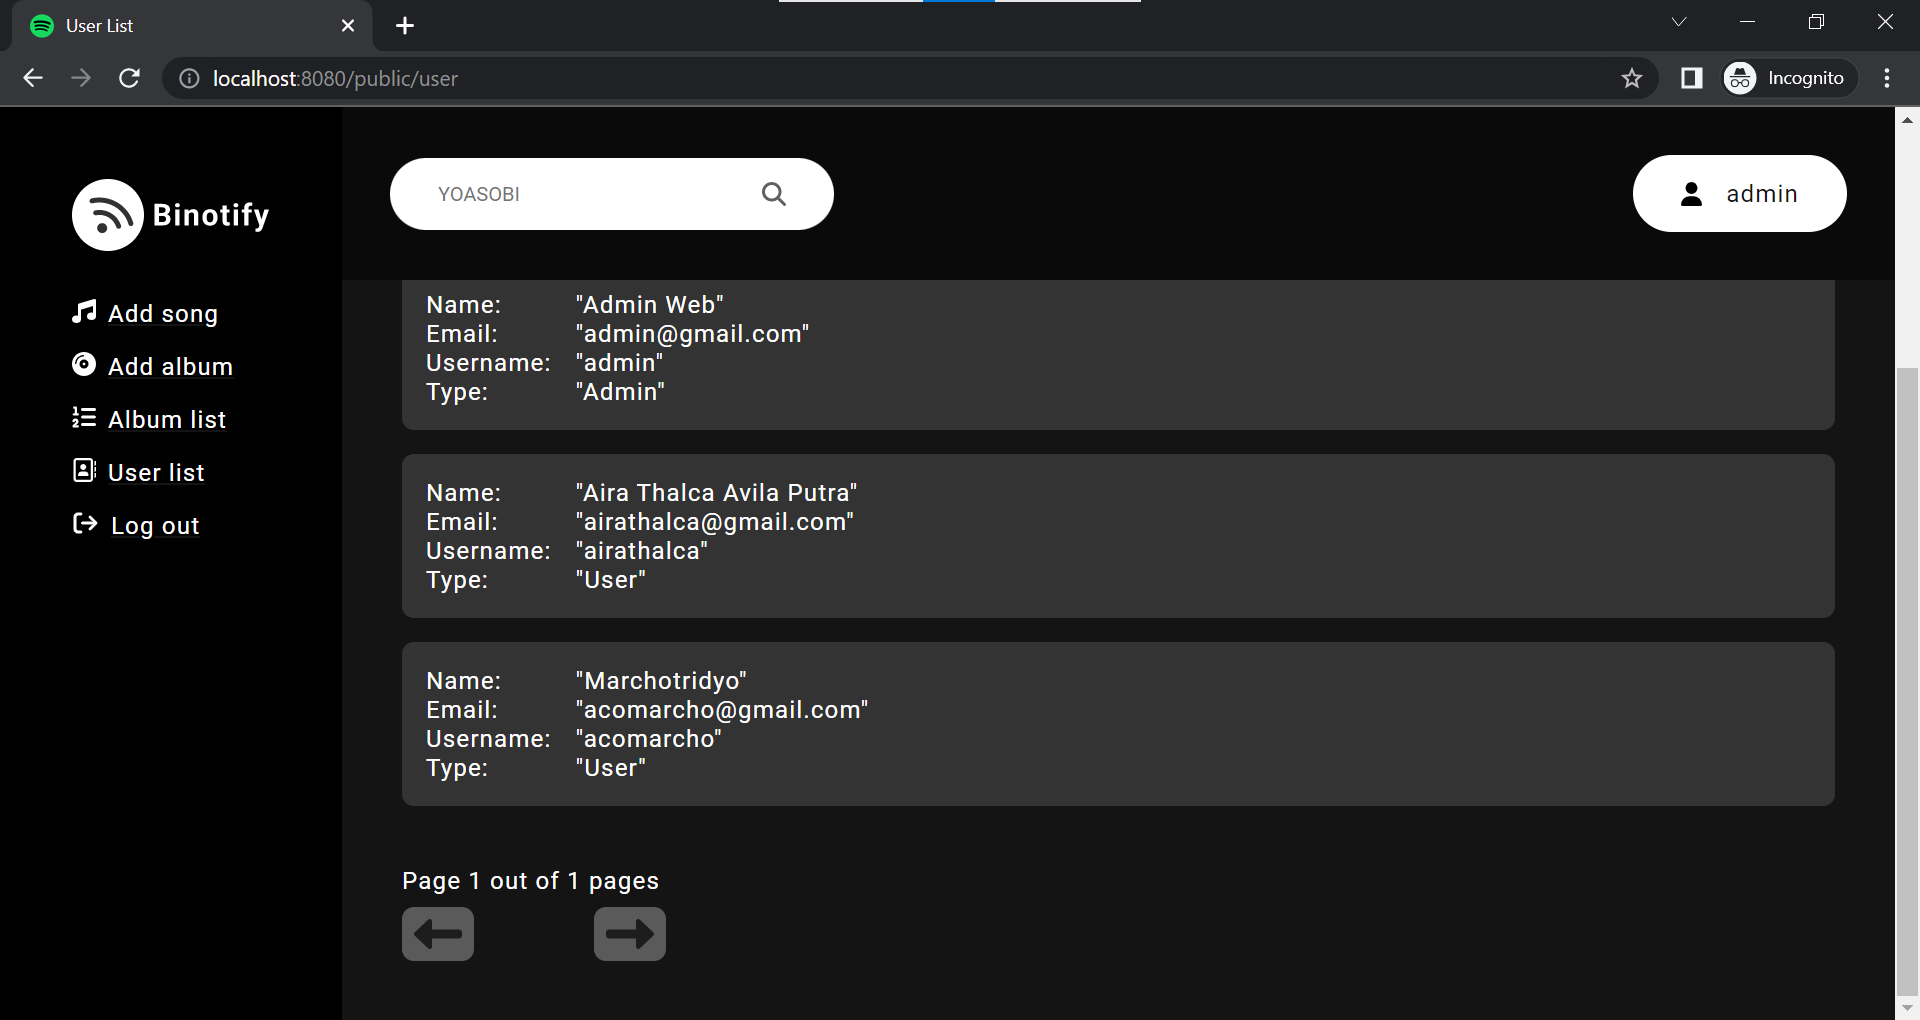 User List
localhost:8080/public/user
Incognito
Binotify
YOASOBI
admin
Add song
Add album
Album list
User list
Log out
Name: "Admin Web"
Email: "admin@gmail.com"
Username: "admin"
Type: "Admin"
Name: "Aira Thalca Avila Putra"
Email: "airathalca@gmail.com"
Username: "airathalca"
Type: "User"
Name: "Marchotridyo"
Email: "acomarcho@gmail.com"
Username: "acomarcho"
Type: "User"
Page 1 out of 1 pages